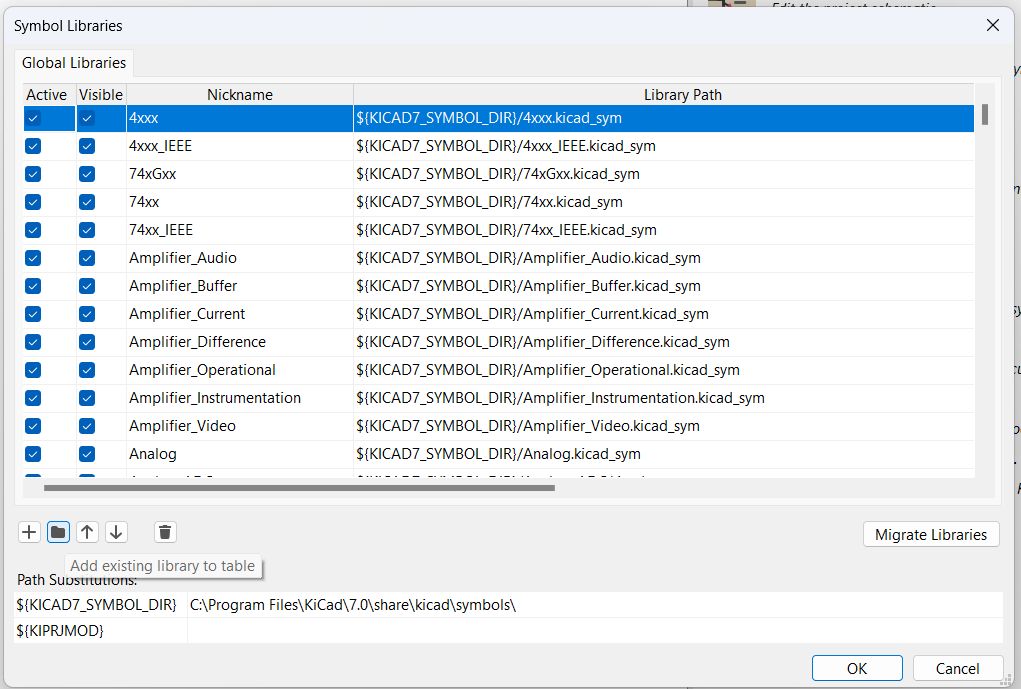 Edit the project schematic
Symbol Libraries
Global Libraries
Active Visible Nickname Library Path
4xxx ${KICAD7_SYMBOL_DIR}/4xxx.kicad_sym
4xxx_IEEE ${KICAD7_SYMBOL_DIR}/4xxx_IEEE.kicad_sym
74xGxx ${KICAD7_SYMBOL_DIR}/74xGxx.kicad_sym
74xx ${KICAD7_SYMBOL_DIR}/74xx.kicad_sym
74xx_IEEE ${KICAD7_SYMBOL_DIR}/74xx_IEEE.kicad_sym
Amplifier_Audio ${KICAD7_SYMBOL_DIR}/Amplifier_Audio.kicad_sym
Amplifier_Buffer ${KICAD7_SYMBOL_DIR}/Amplifier_Buffer.kicad_sym
Amplifier_Current ${KICAD7_SYMBOL_DIR}/Amplifier_Current.kicad_sym
Amplifier_Difference ${KICAD7_SYMBOL_DIR}/Amplifier_Difference.kicad_sym
Amplifier_Operational ${KICAD7_SYMBOL_DIR}/Amplifier_Operational.kicad_sym
Amplifier_Instrumentation ${KICAD7_SYMBOL_DIR}/Amplifier_Instrumentation.kicad_sym
Amplifier_Video ${KICAD7_SYMBOL_DIR}/Amplifier_Video.kicad_sym
Analog ${KICAD7_SYMBOL_DIR}/Analog.kicad_sym
Migrate Libraries
Add existing library to table
Path Substitutions:
${KICAD7_SYMBOL_DIR} C:\Program Files\KiCad\7.0\share\kicad\symbols\
${KIPRJMOD}
OK Cancel